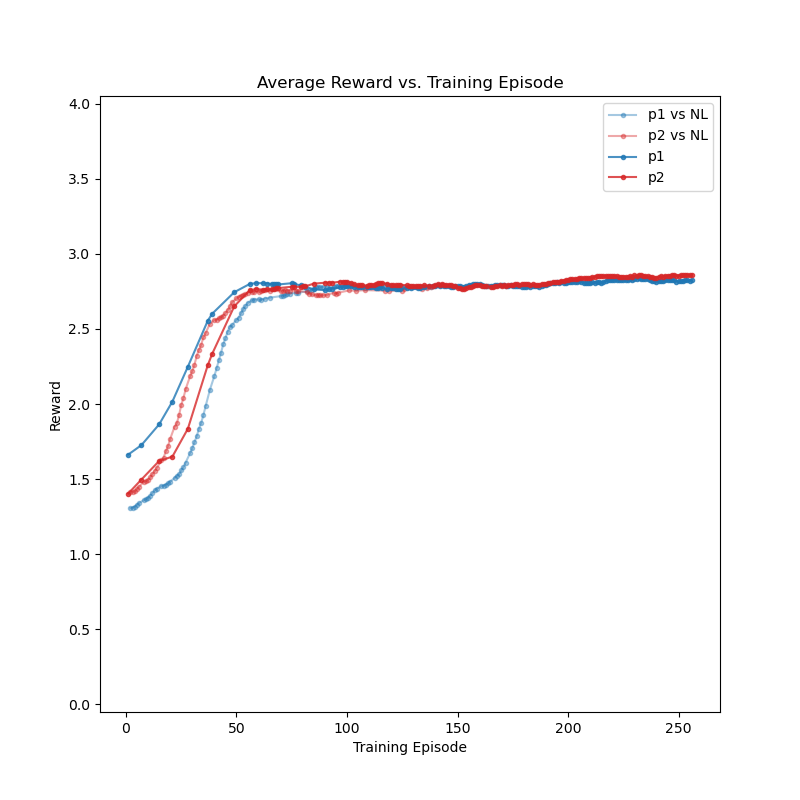 Average Reward vs. Training Episode
p1 vs NL
p2 vs NL
p1
p2
4.0
3.5
3.0
2.5
2.0
1.5
1.0
0.5
0.0
Reward
0 50 100 150 200 250
Training Episode